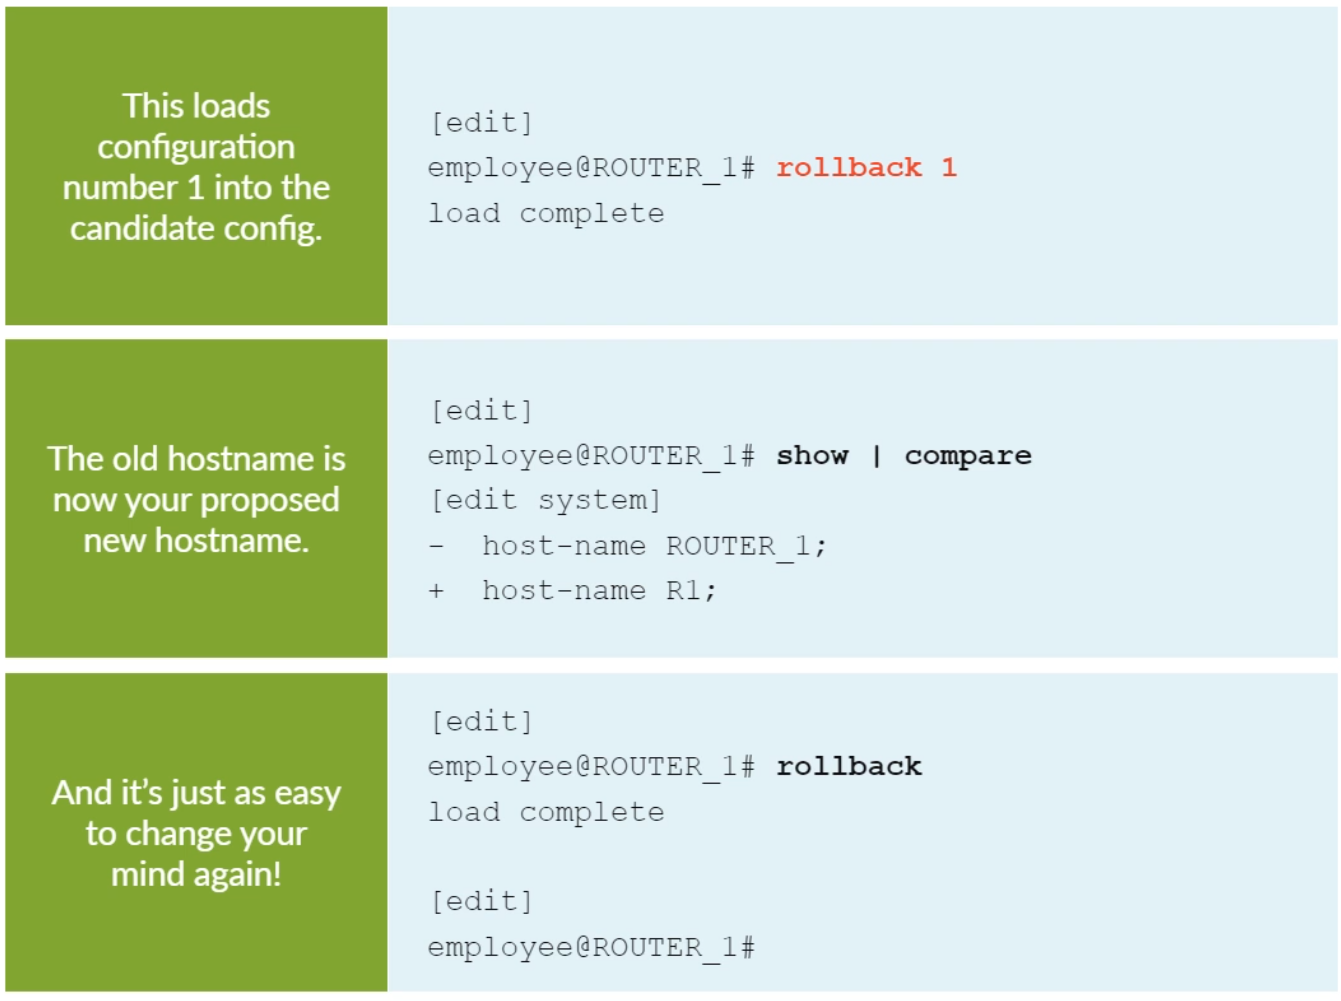 This loads
configuration
number 1 into the
candidate config.
[edit]
employee@ROUTER_1# rollback 1
load complete
The old hostname is
now your proposed
new hostname.
[edit]
employee@ROUTER_1# show | compare
[edit system]
-  host-name ROUTER_1;
+  host-name R1;
And it’s just as easy
to change your
mind again!
[edit]
employee@ROUTER_1# rollback
load complete
[edit]
employee@ROUTER_1#